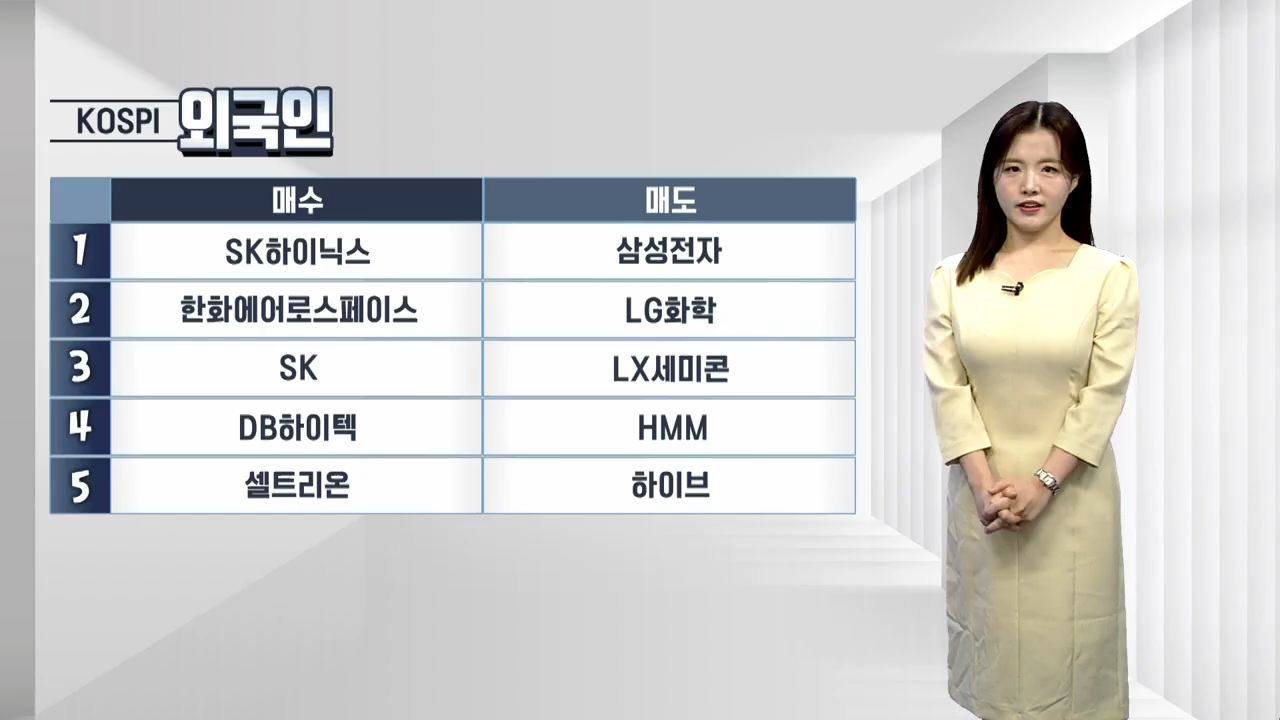 KOSPI 외국인
매수 매도
1 SK하이닉스 삼성전자
2 한화에어로스페이스 LG화학
3 SK LX세미콘
4 DB하이텍 HMM
5 셀트리온 하이브